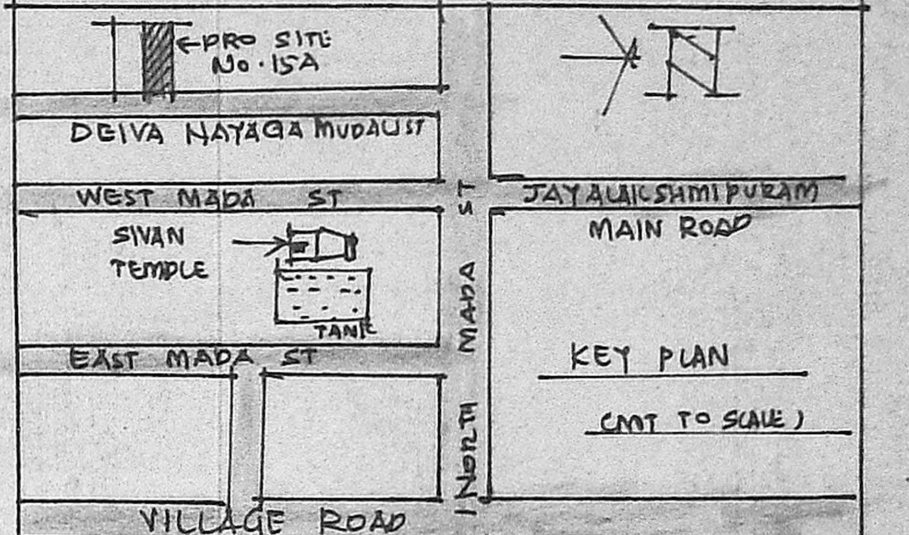 PRO SITE
No.15A
N
DEIVA NAYAGA MUDALI ST
WEST MADA ST
JAYALAKSHMIPURAM
MAIN ROAD
SIVAN
TEMPLE
TANK
EAST MADA ST
NORTH MADA ST
KEY PLAN
(NOT TO SCALE)
VILLAGE ROAD